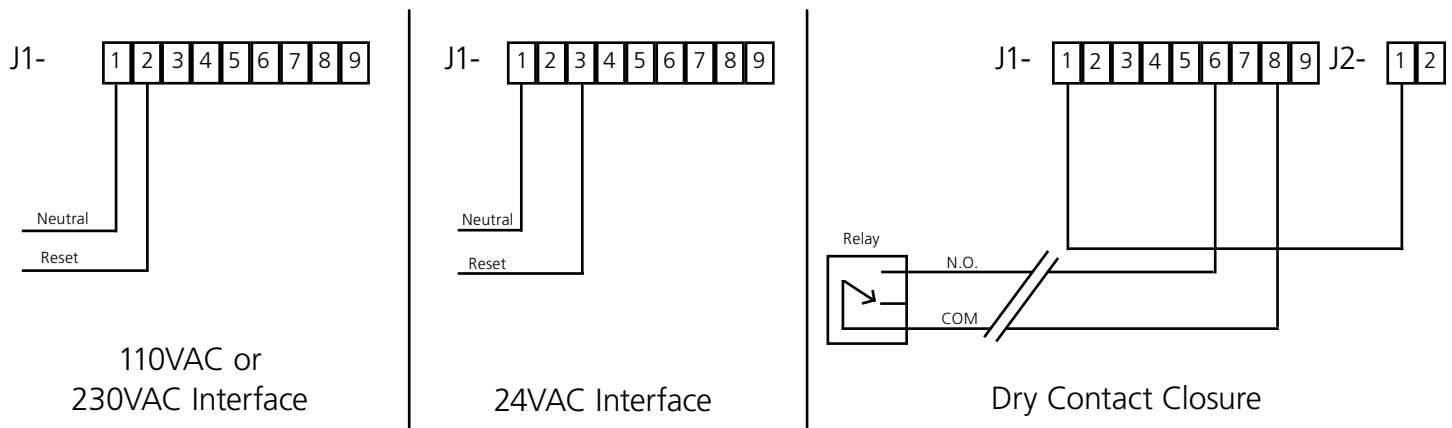 J1- 1 2 3 4 5 6 7 8 9
Neutral
Reset
110VAC or
230VAC Interface
J1- 1 2 3 4 5 6 7 8 9
Neutral
Reset
24VAC Interface
J1- 1 2 3 4 5 6 7 8 9 J2- 1 2
Relay
N.O.
COM
Dry Contact Closure